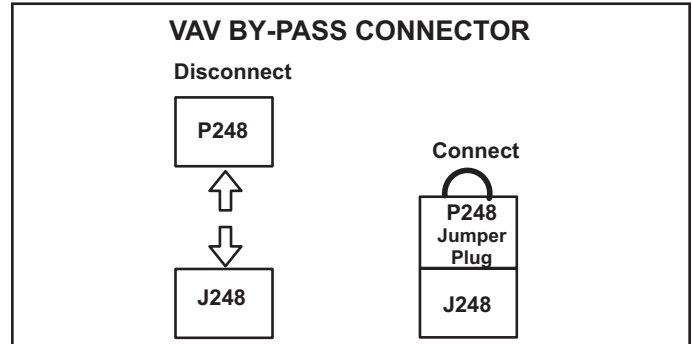 VAV BY-PASS CONNECTOR
Disconnect
P248
J248
Connect
P248
Jumper
Plug
J248